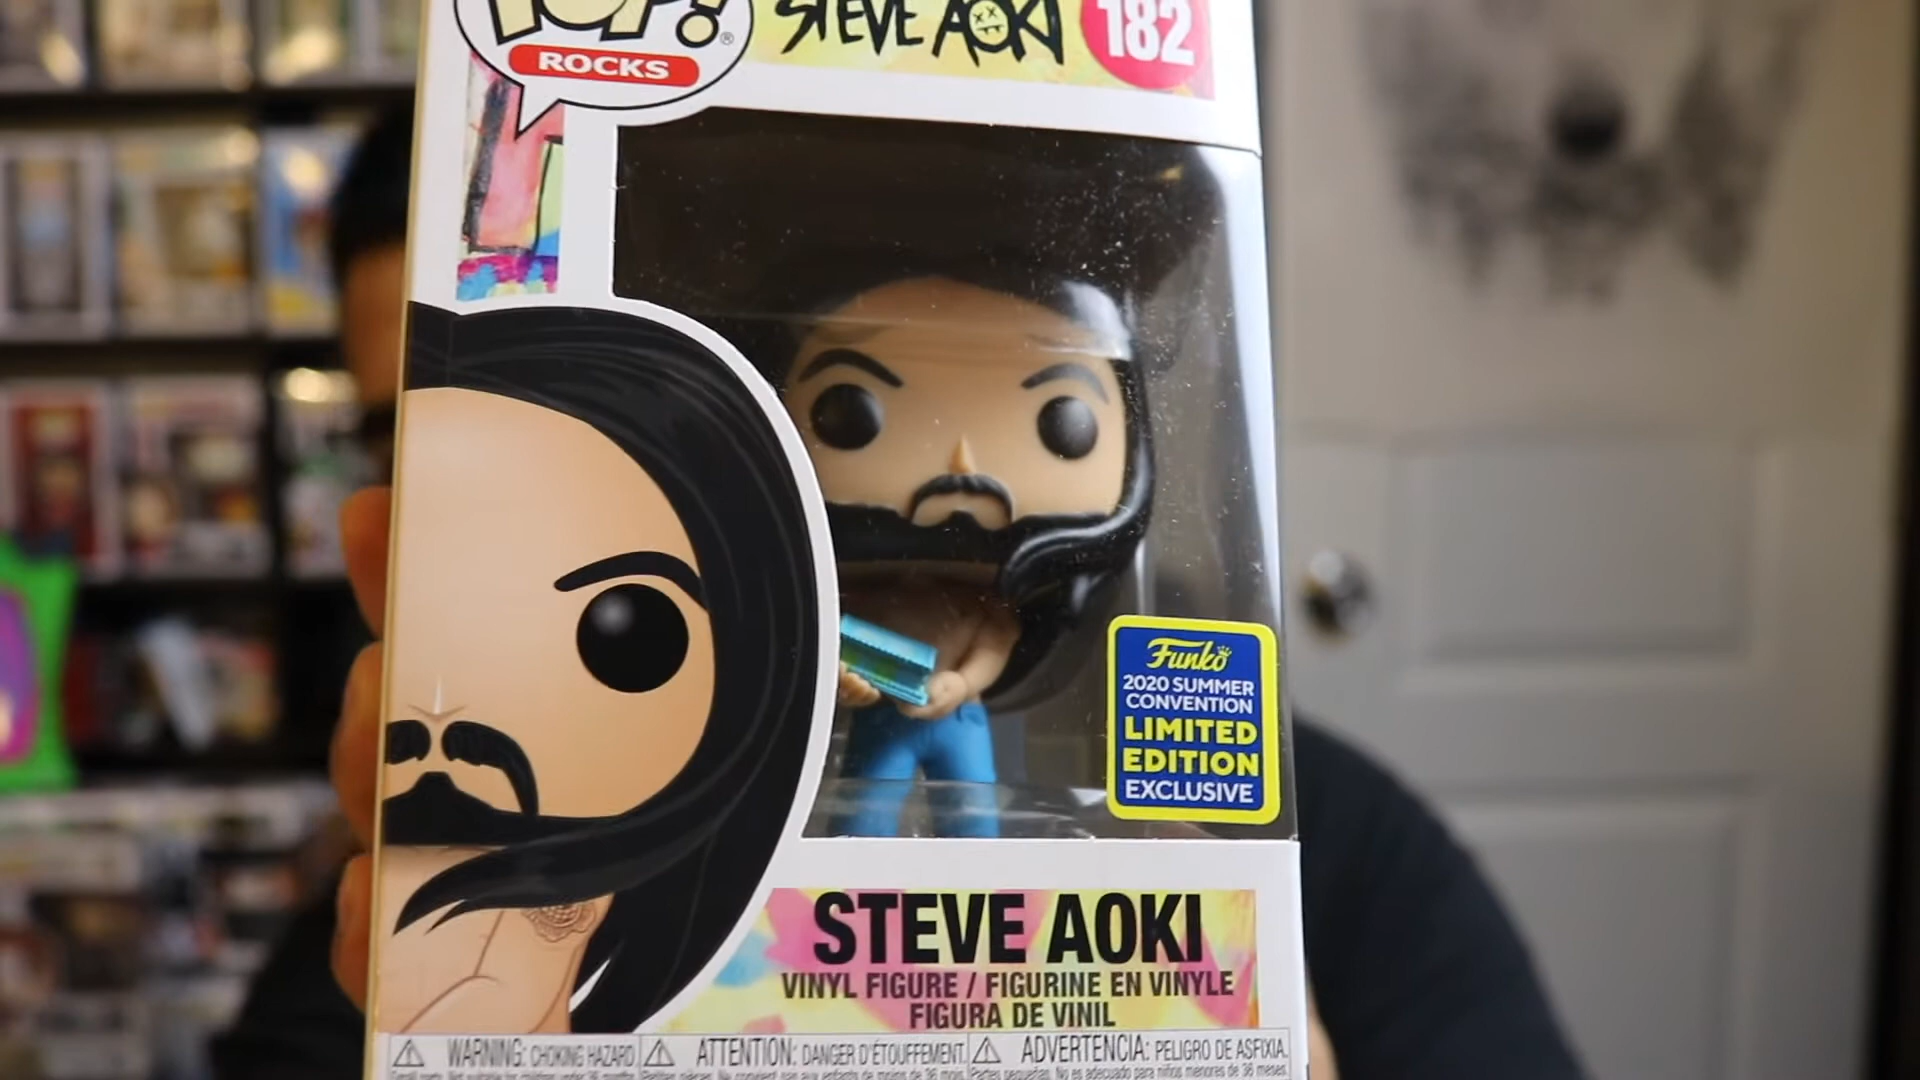 POP!®
ROCKS
STEVE AOKI
182
Funko
2020 SUMMER
CONVENTION
LIMITED
EDITION
EXCLUSIVE
STEVE AOKI
VINYL FIGURE / FIGURINE EN VINYLE
FIGURA DE VINIL
WARNING: CHOKING HAZARD
ATTENTION: DANGER D'ÉTOUFFEMENT.
ADVERTENCIA: PELIGRO DE ASFIXIA.